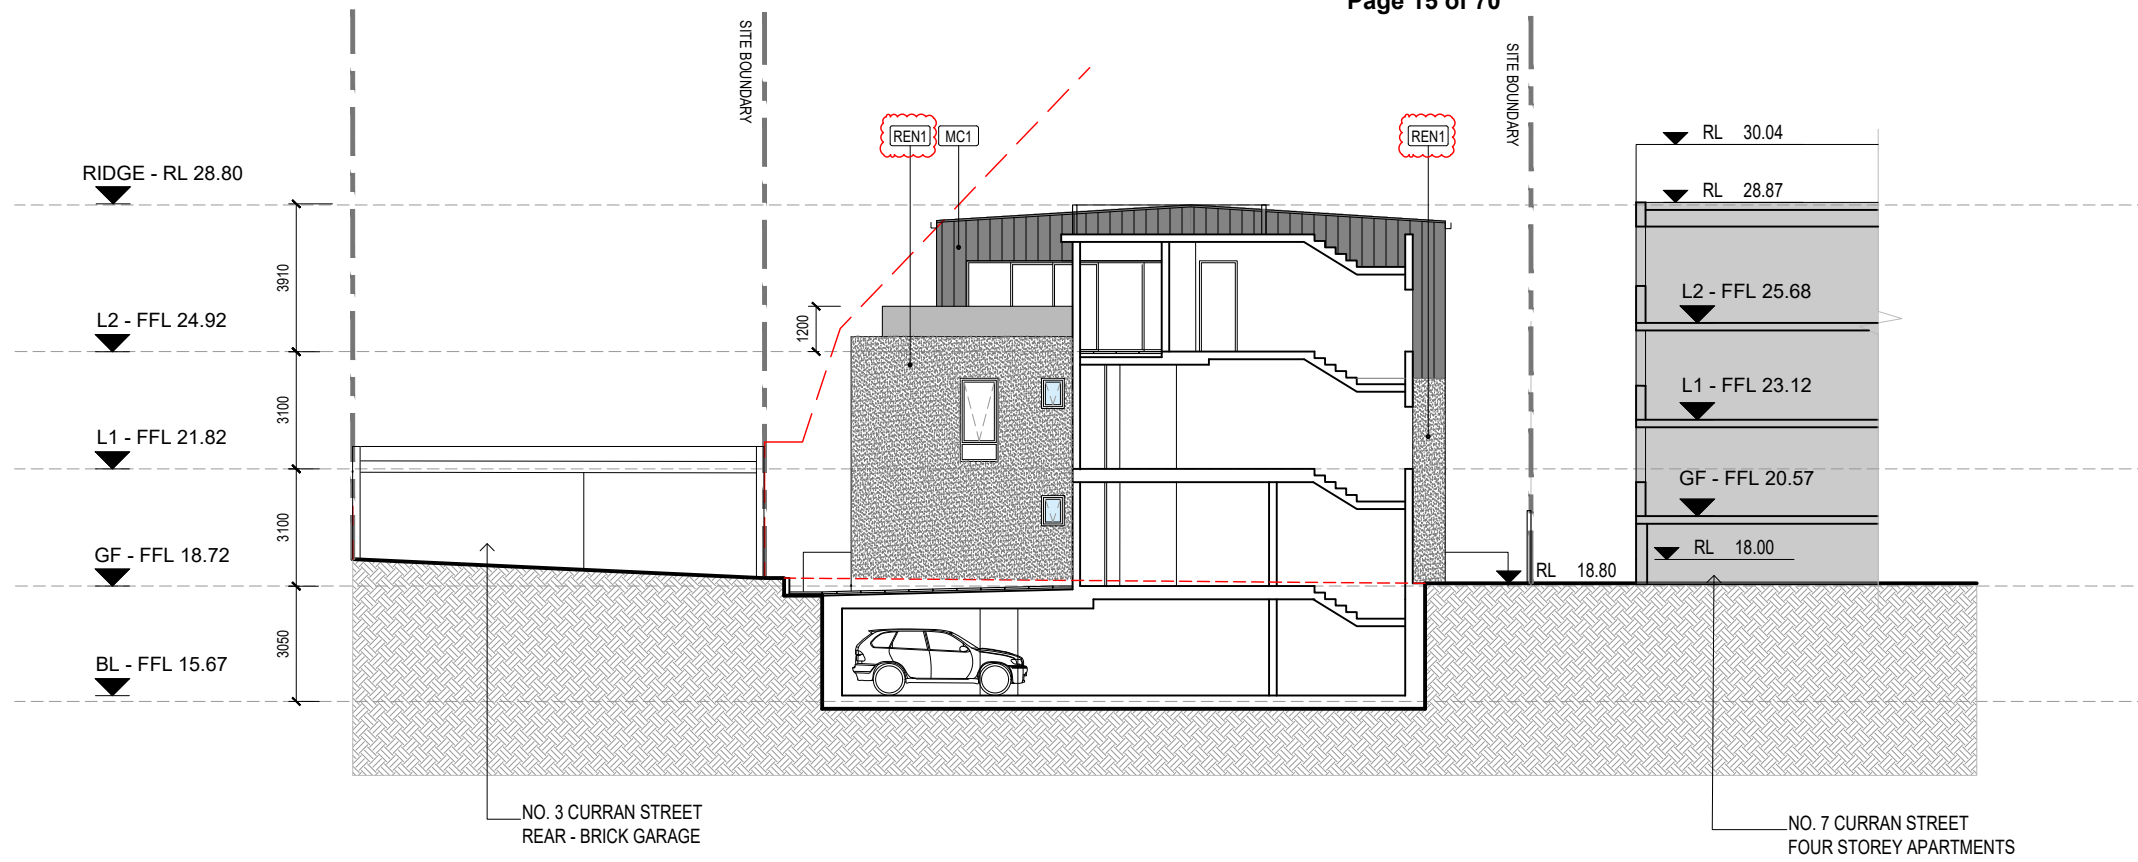 Page 15 of 70
SITE BOUNDARY
SITE BOUNDARY
REN1
MC1
REN1
RL 30.04
RIDGE - RL 28.80
RL 28.87
3910
L2 - FFL 25.68
L2 - FFL 24.92
1200
3100
L1 - FFL 23.12
L1 - FFL 21.82
GF - FFL 20.57
3100
RL 18.00
GF - FFL 18.72
RL 18.80
3050
BL - FFL 15.67
NO. 3 CURRAN STREET
REAR - BRICK GARAGE
NO. 7 CURRAN STREET
FOUR STOREY APARTMENTS